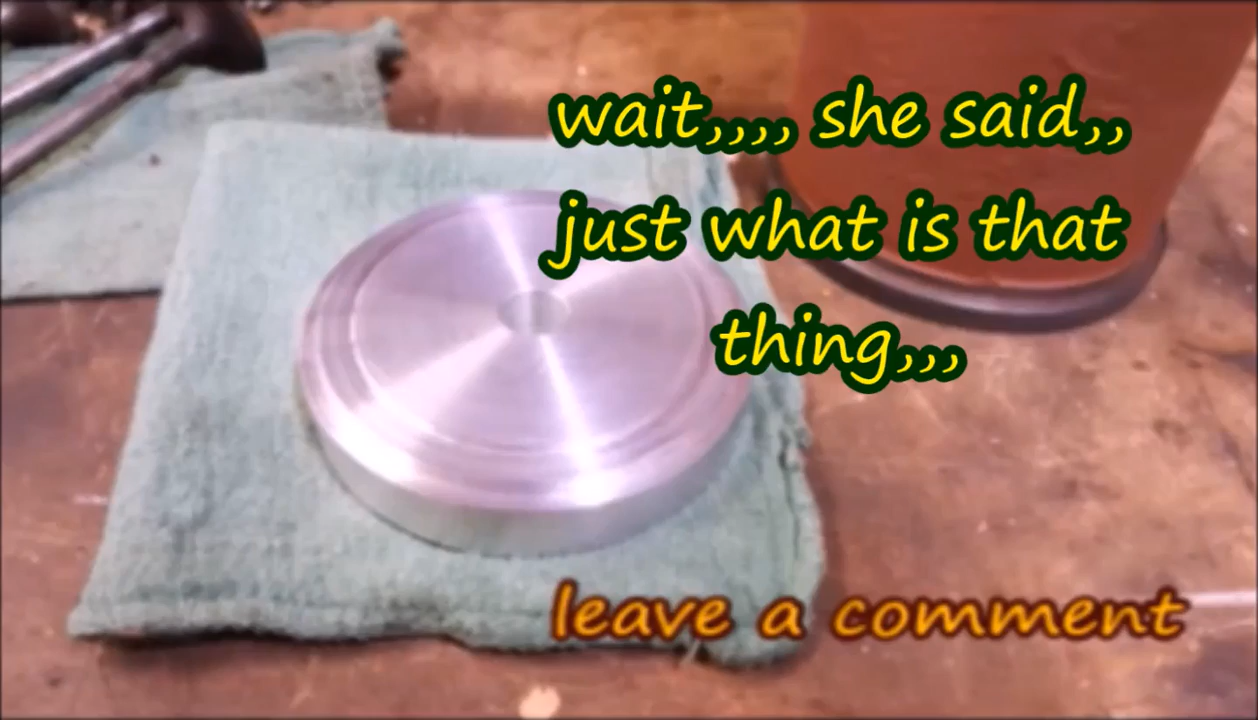 wait,,,, she said,,
just what is that
thing,,,
leave a comment